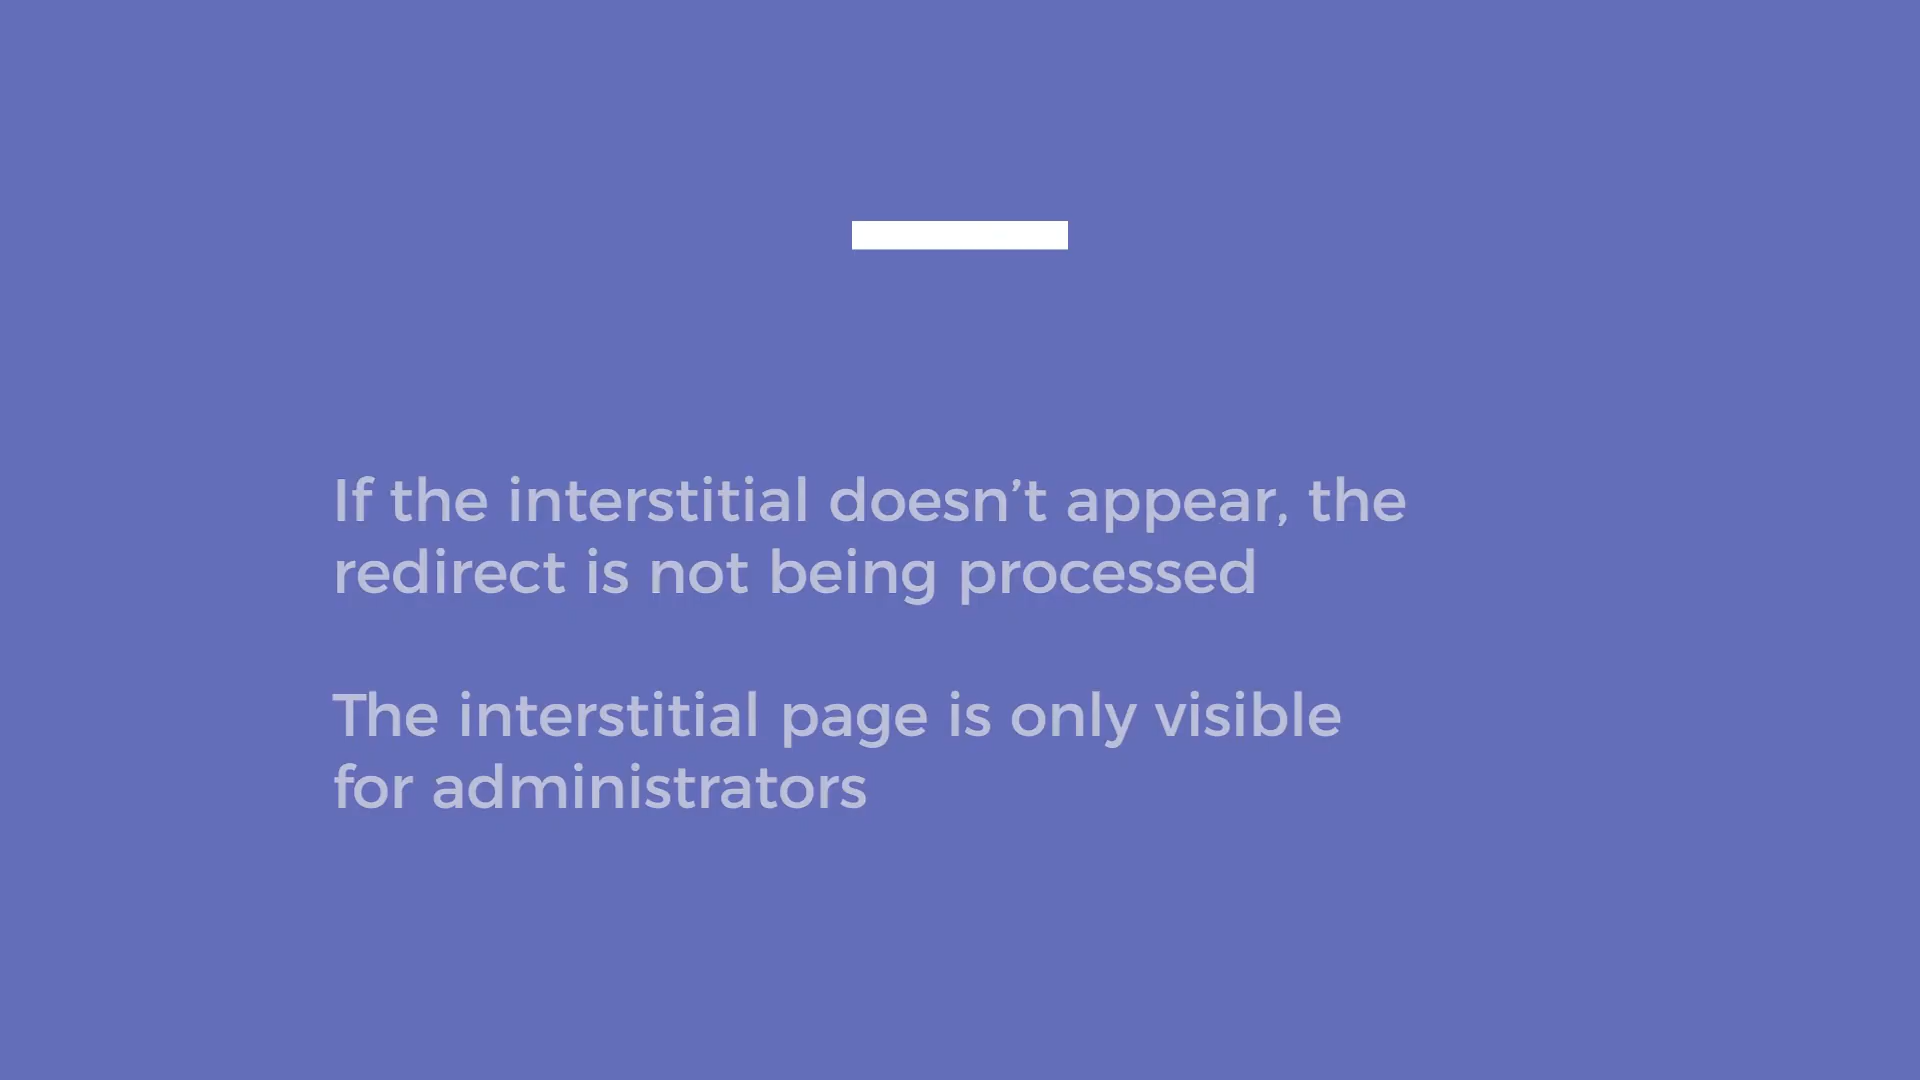 If the interstitial doesn’t appear, the
redirect is not being processed
The interstitial page is only visible
for administrators